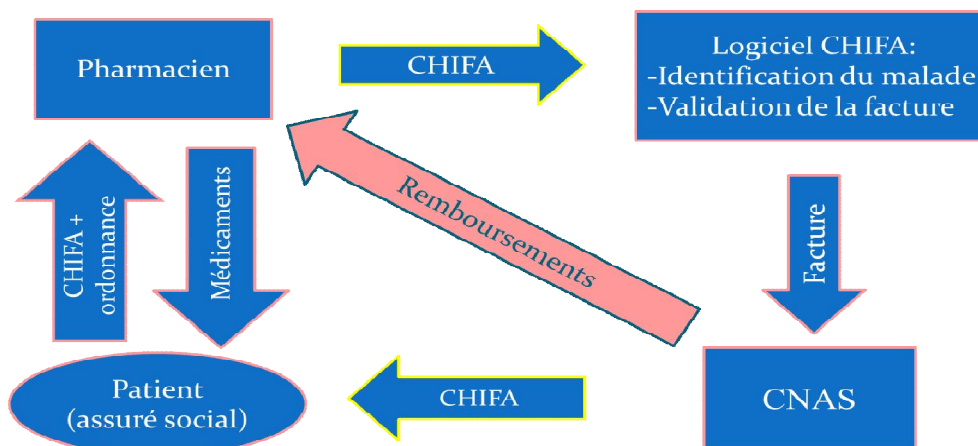 Pharmacien
CHIFA
Logiciel CHIFA:
-Identification du malade
-Validation de la facture
CHIFA +
ordonnance
Médicaments
Remboursements
Facture
Patient
(assuré social)
CHIFA
CNAS